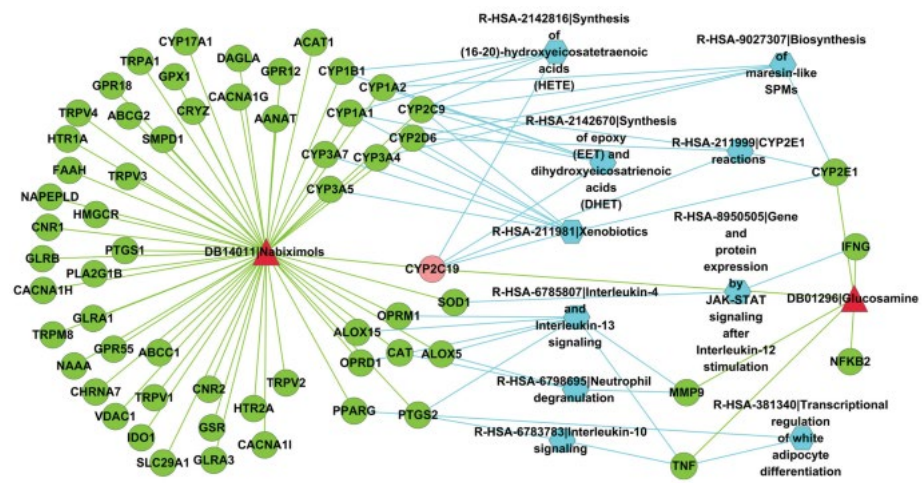 R-HSA-2142816|Synthesis
of
(16-20)-hydroxyeicosatetraenoic
acids
(HETE)
R-HSA-9027307|Biosynthesis
of
maresin-like
SPMs
R-HSA-2142670|Synthesis
of epoxy
(EET) and
dihydroxyeicosatrienoic
acids
(DHET)
R-HSA-211999|CYP2E1
reactions
R-HSA-211981|Xenobiotics
R-HSA-8950505|Gene
and
protein
expression
by
JAK-STAT
signaling
after
Interleukin-12
stimulation
R-HSA-6785807|Interleukin-4
and
Interleukin-13
signaling
R-HSA-6798695|Neutrophil
degranulation
R-HSA-6783783|Interleukin-10
signaling
R-HSA-381340|Transcriptional
regulation
of white
adipocyte
differentiation
DB14011|Nabiximols
DB01296|Glucosamine
CYP17A1
ACAT1
TRPA1
DAGLA
GPR18
GPX1
GPR12
CYP1B1
CACNA1G
CYP1A2
TRPV4
ABCG2
CRYZ
AANAT
CYP1A1
CYP2C9
HTR1A
SMPD1
CYP2D6
FAAH
TRPV3
CYP3A7
CYP3A4
CYP2E1
NAPEPLD
HMGCR
CYP3A5
CNR1
PTGS1
IFNG
GLRB
PLA2G1B
CYP2C19
CACNA1H
SOD1
GLRA1
OPRM1
TRPM8
ALOX15
GPR55
ABCC1
CAT
ALOX5
NAAA
OPRD1
NFKB2
CHRNA7
TRPV1
CNR2
TRPV2
MMP9
VDAC1
HTR2A
PPARG
PTGS2
IDO1
GSR
CACNA1I
SLC29A1
GLRA3
TNF